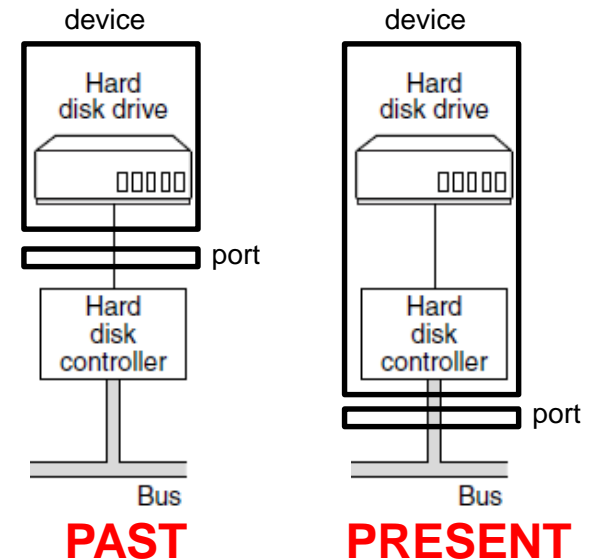 device
Hard
disk drive
port
Hard
disk
controller
Bus
PAST
device
Hard
disk drive
Hard
disk
controller
port
Bus
PRESENT